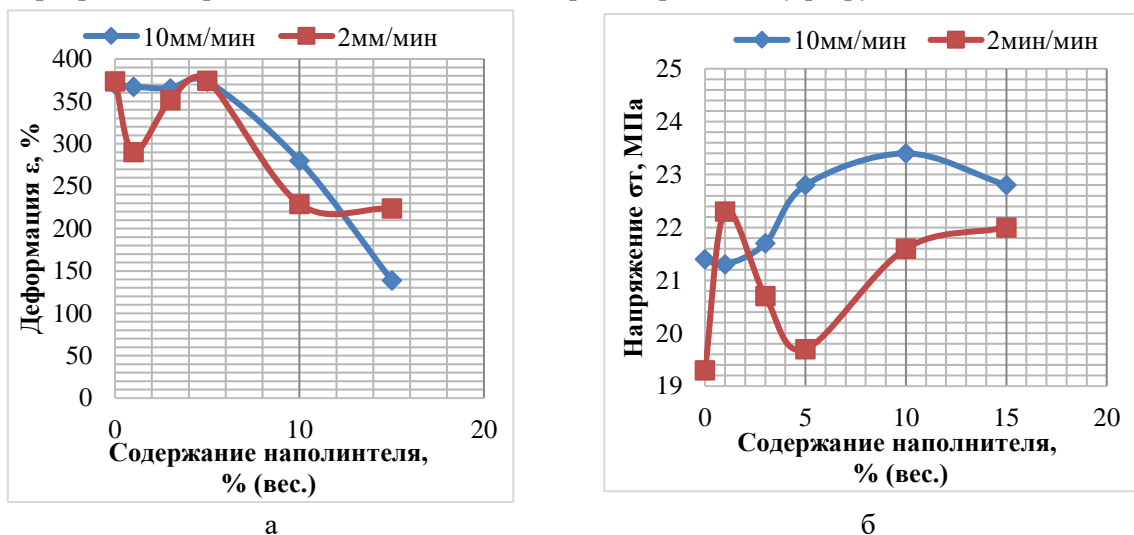 10мм/мин 2мм/мин
400
350
300
250
200
150
100
50
0
0 10 20
Деформация ε, %
Содержание наполинтеля,
% (вес.)
а
10мм/мин 2мин/мин
25
24
23
22
21
20
19
0 5 10 15 20
Напряжение σт., МПа
Содержание наполнителя,
% (вес.)
б